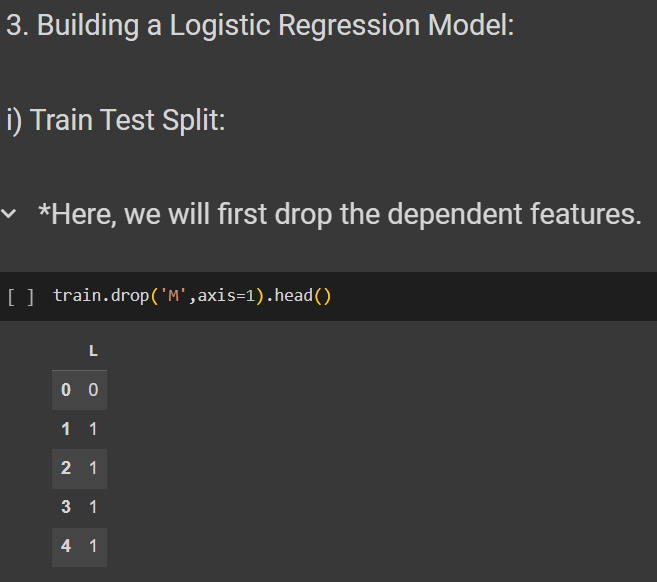 3. Building a Logistic Regression Model:
i) Train Test Split:
*Here, we will first drop the dependent features.
[ ] train.drop('M',axis=1).head()
L
0 0
1 1
2 1
3 1
4 1